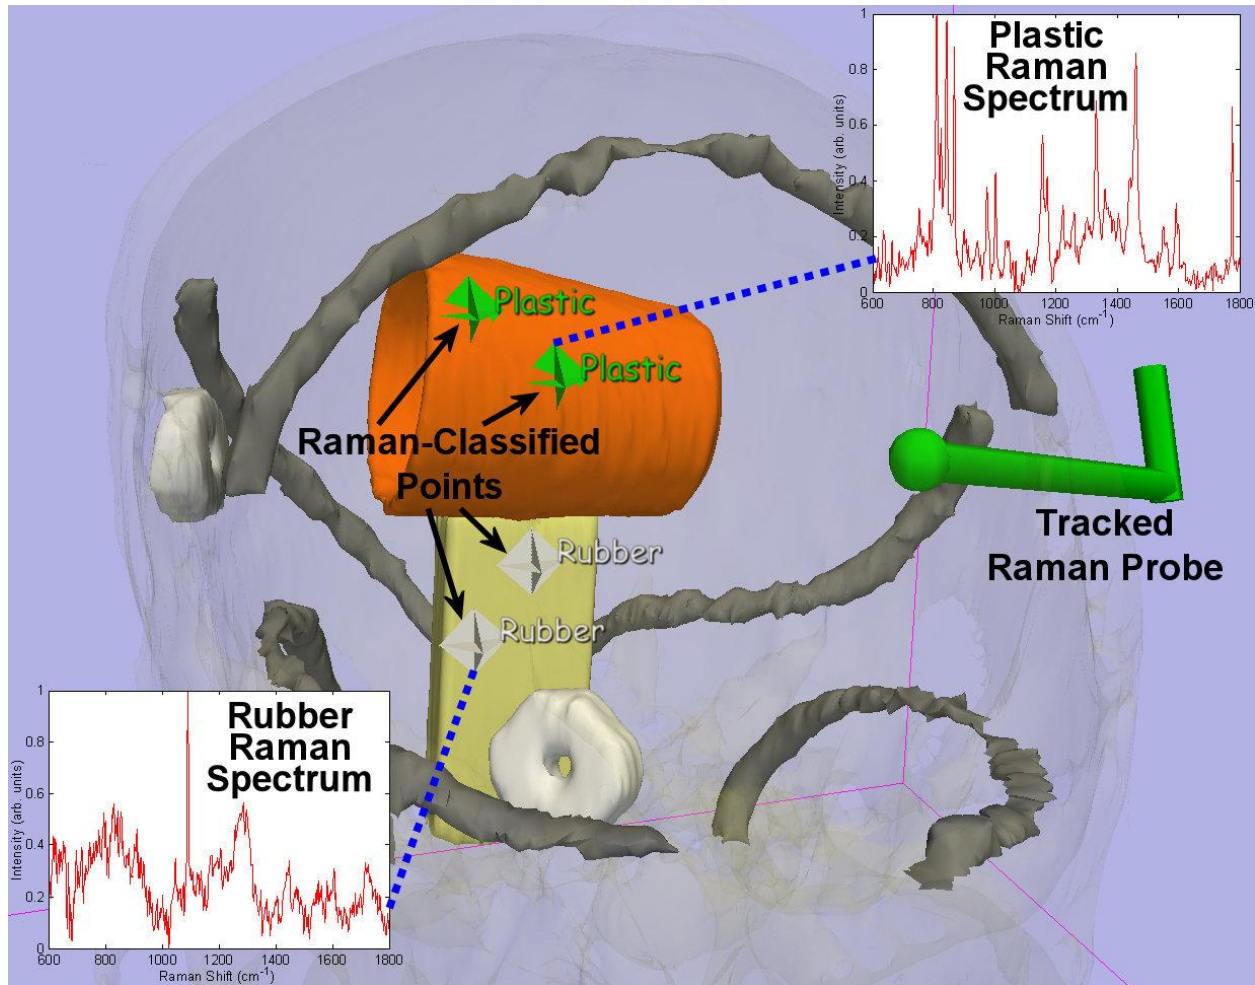 Plastic
Raman
Spectrum
1
0.8
0.6
0.4
0.2
0
Intensity (arb. units)
600 800 1000 1200 1400 1600 1800
Raman Shift (cm-1)
Plastic
Plastic
Raman-Classified
Points
Tracked
Raman Probe
Rubber
Rubber
Rubber
Raman
Spectrum
1
0.8
0.6
0.4
0.2
0
Intensity (arb. units)
600 800 1000 1200 1400 1600 1800
Raman Shift (cm-1)